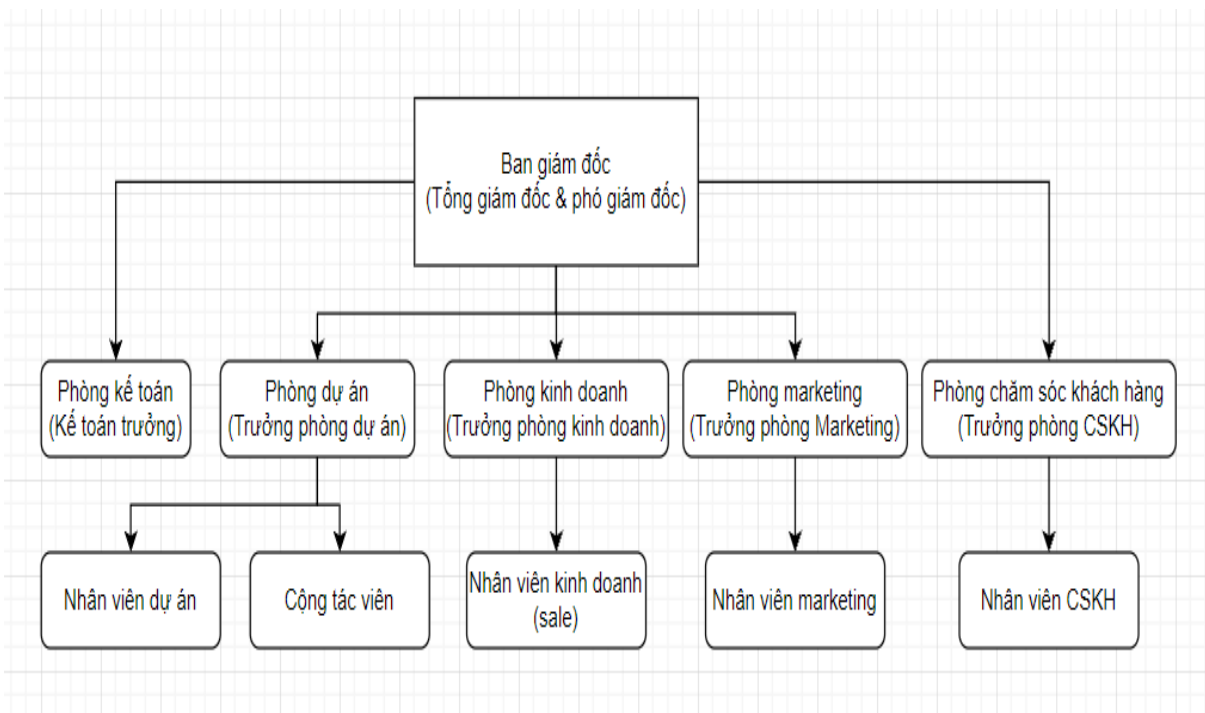 Ban giám đốc
(Tổng giám đốc & phó giám đốc)
Phòng kế toán
(Kế toán trưởng)
Phòng dự án
(Trưởng phòng dự án)
Phòng kinh doanh
(Trưởng phòng kinh doanh)
Phòng marketing
(Trưởng phòng Marketing)
Phòng chăm sóc khách hàng
(Trưởng phòng CSKH)
Nhân viên dự án
Cộng tác viên
Nhân viên kinh doanh
(sale)
Nhân viên marketing
Nhân viên CSKH